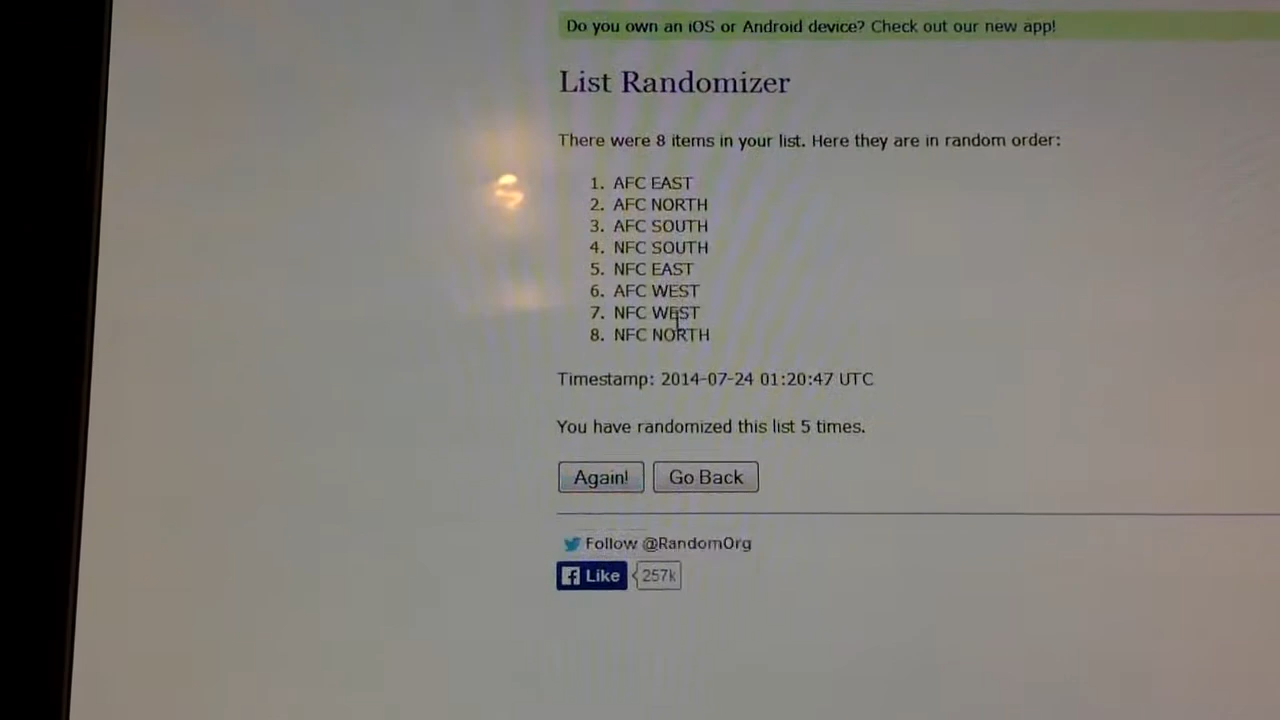 Do you own an iOS or Android device? Check out our new app!
List Randomizer
There were 8 items in your list. Here they are in random order:
1. AFC EAST
2. AFC NORTH
3. AFC SOUTH
4. NFC SOUTH
5. NFC EAST
6. AFC WEST
7. NFC WEST
8. NFC NORTH
Timestamp: 2014-07-24 01:20:47 UTC
You have randomized this list 5 times.
Again! Go Back
Follow @RandomOrg
Like 257k